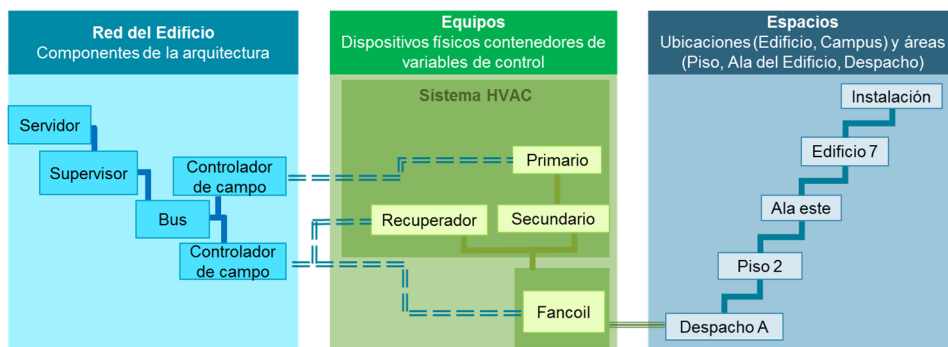 Red del Edificio
Componentes de la arquitectura
Servidor
Supervisor
Bus
Controlador
de campo
Controlador
de campo
Equipos
Dispositivos físicos contenedores de
variables de control
Sistema HVAC
Primario
Recuperador
Secundario
Fancoil
Espacios
Ubicaciones (Edificio, Campus) y áreas
(Piso, Ala del Edificio, Despacho)
Instalación
Edificio 7
Ala este
Piso 2
Despacho A